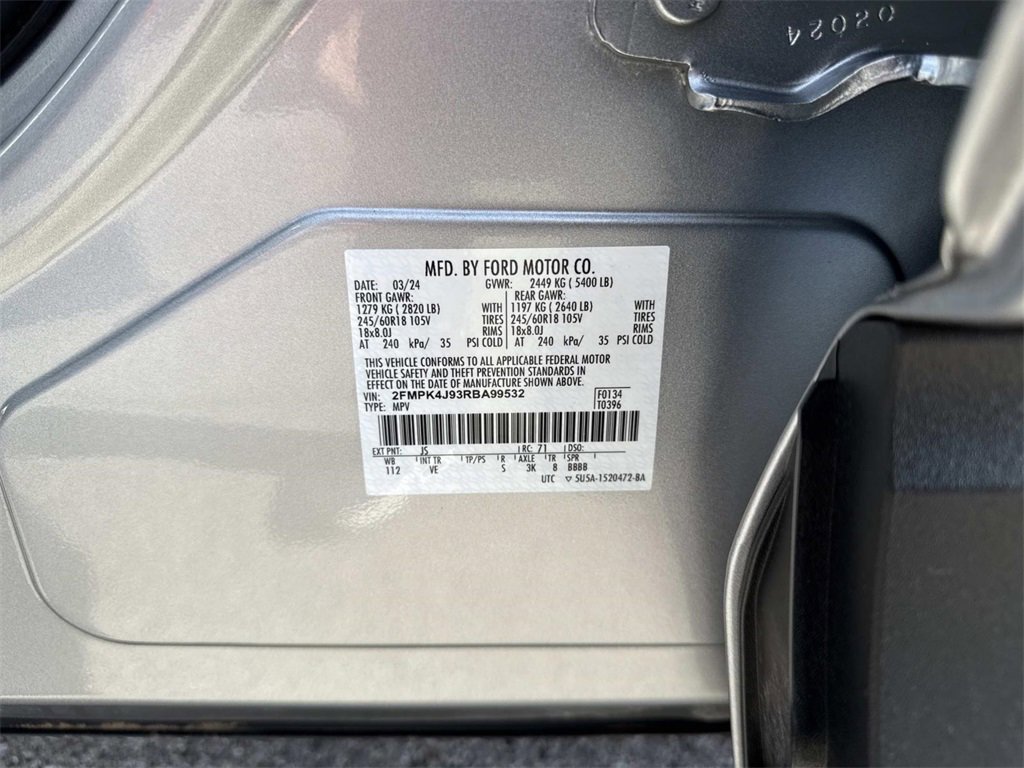 02024
MFD. BY FORD MOTOR CO.
DATE: 03/24 GVWR: 2449 KG ( 5400 LB)
FRONT GAWR: REAR GAWR:
1279 KG ( 2820 LB) WITH 1197 KG ( 2640 LB) WITH
245/60R18 105V TIRES 245/60R18 105V TIRES
18x8.0J RIMS 18x8.0J RIMS
AT 240 kPa/ 35 PSI COLD AT 240 kPa/ 35 PSI COLD
THIS VEHICLE CONFORMS TO ALL APPLICABLE FEDERAL MOTOR
VEHICLE SAFETY AND THEFT PREVENTION STANDARDS IN
EFFECT ON THE DATE OF MANUFACTURE SHOWN ABOVE.
VIN: 2FMPK4J93RBA99532 F0134
TYPE: MPV T0396
EXT PNT: JS RC: 71 DSO:
WB INT TR TP/PS R AXLE TR SPR
112 VE S 3K 8 BBBB
UTC ▽ 5U5A-1520472-BA